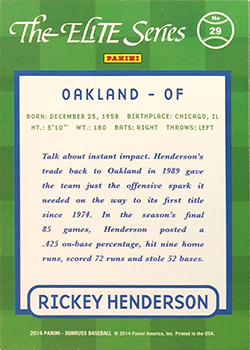 The ELITE Series
No
29
PANINI
OAKLAND - OF
BORN: DECEMBER 25, 1958 BIRTHPLACE: CHICAGO, IL
HT.: 5'10" WT.: 180 BATS: RIGHT THROWS: LEFT
Talk about instant impact. Henderson's
trade back to Oakland in 1989 gave
the team just the offensive spark it
needed on the way to its first title
since 1974. In the season's final
85 games, Henderson posted a
.425 on-base percentage, hit nine home
runs, scored 72 runs and stole 52 bases.
RICKEY HENDERSON
2014 PANINI - DONRUSS BASEBALL © 2014 Panini America, Inc. Printed in the USA.